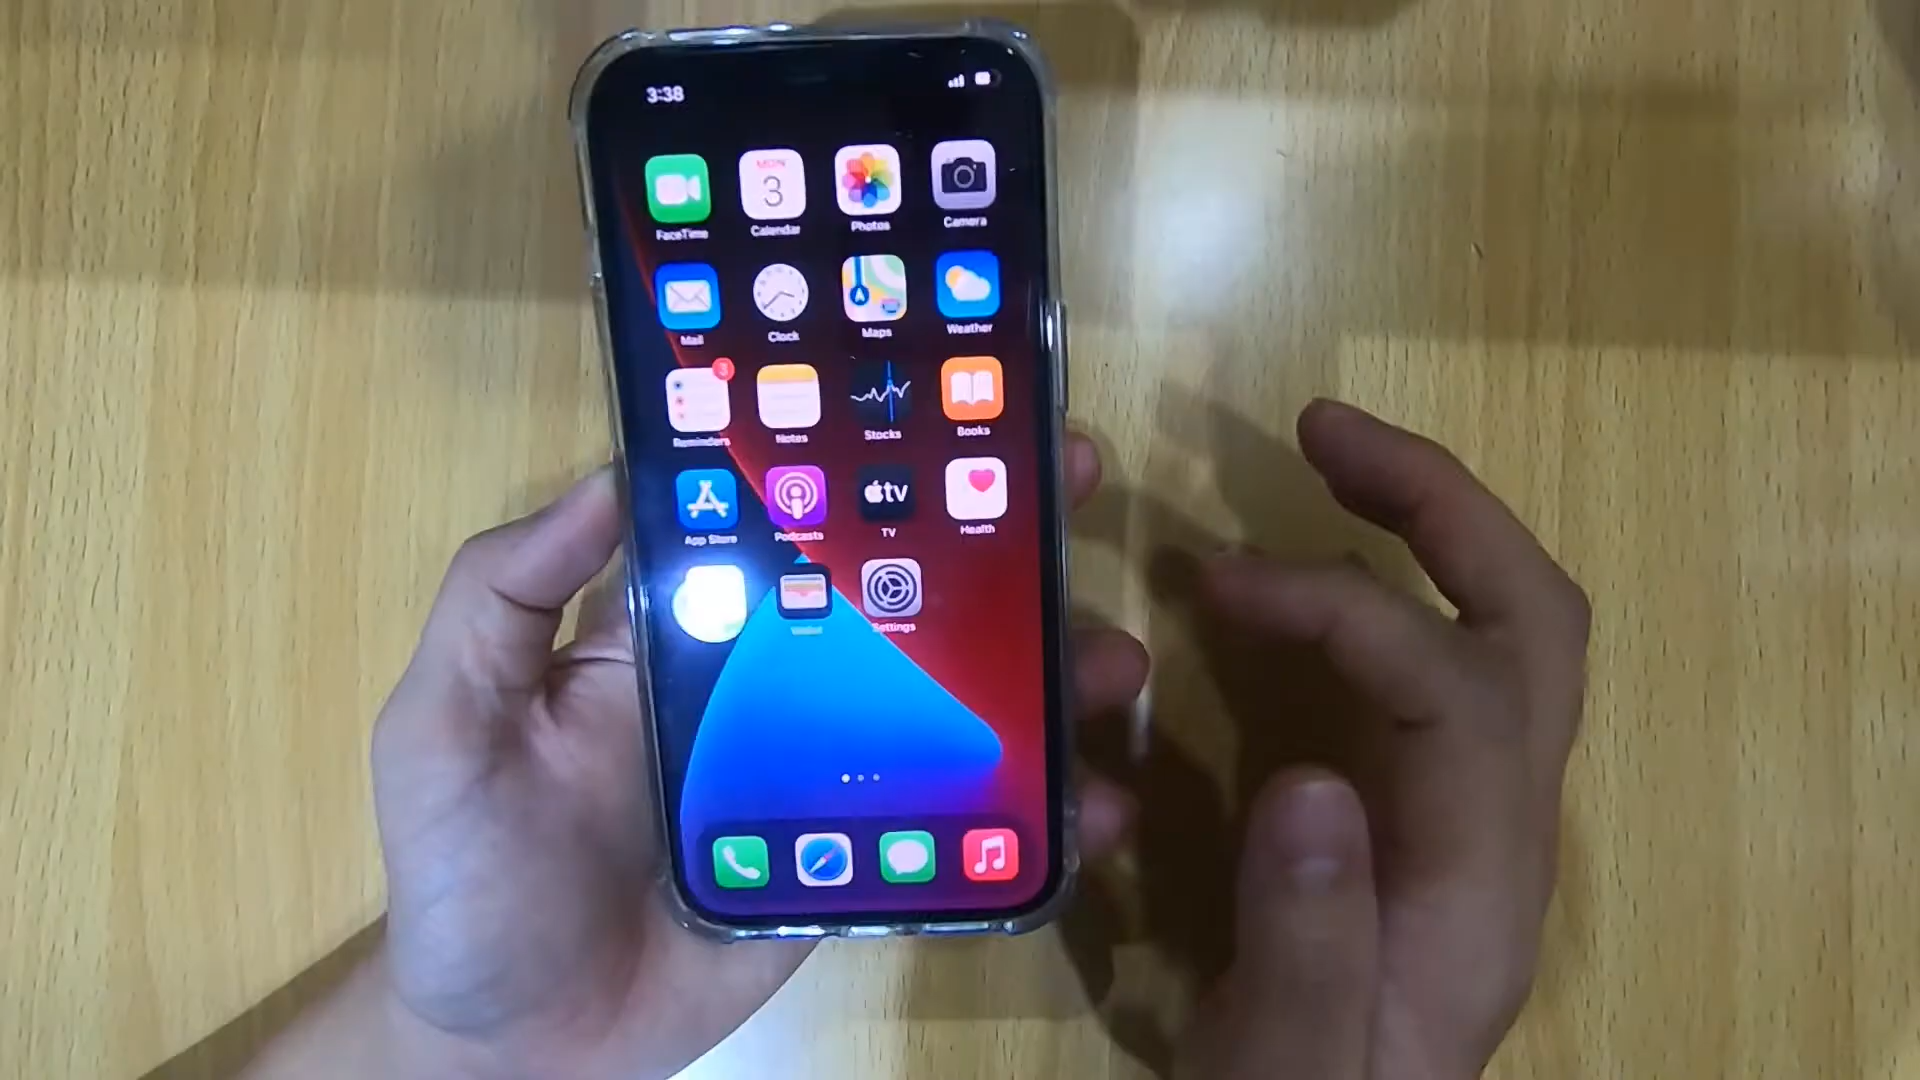 3:38
MON
3
FaceTime Calendar Photos Camera
Mail Clock Maps Weather
3
Reminders Notes Stocks Books
tv
App Store Podcasts TV Health
Wallet Settings